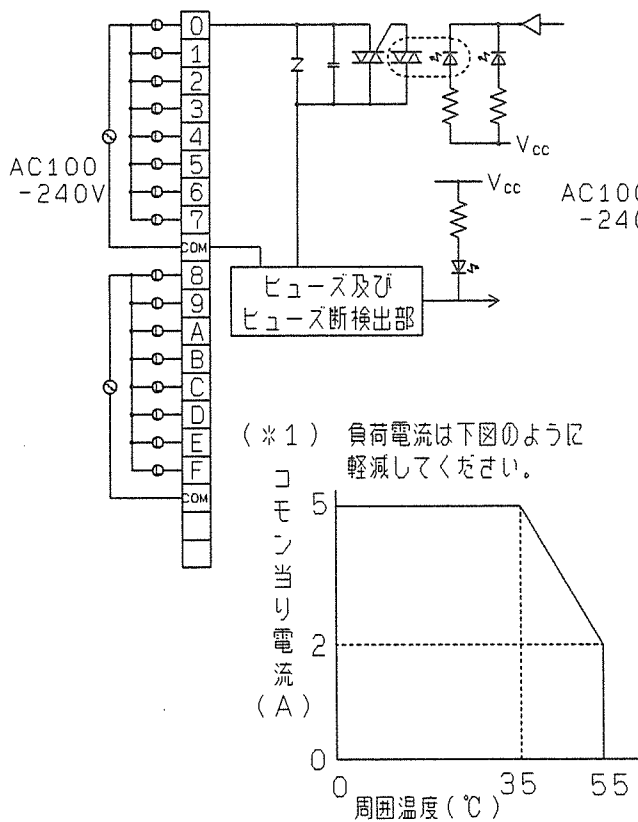 0
1
2
3
4
5
6
7
COM
8
9
A
B
C
D
E
F
COM
AC100
-240V
Vcc
Vcc
AC100
-240
ヒューズ及び
ヒューズ断検出部
(※1) 負荷電流は下図のように
軽減してください。
コモン当り電流(A)
5
2
0
0
35
55
周囲温度(℃)